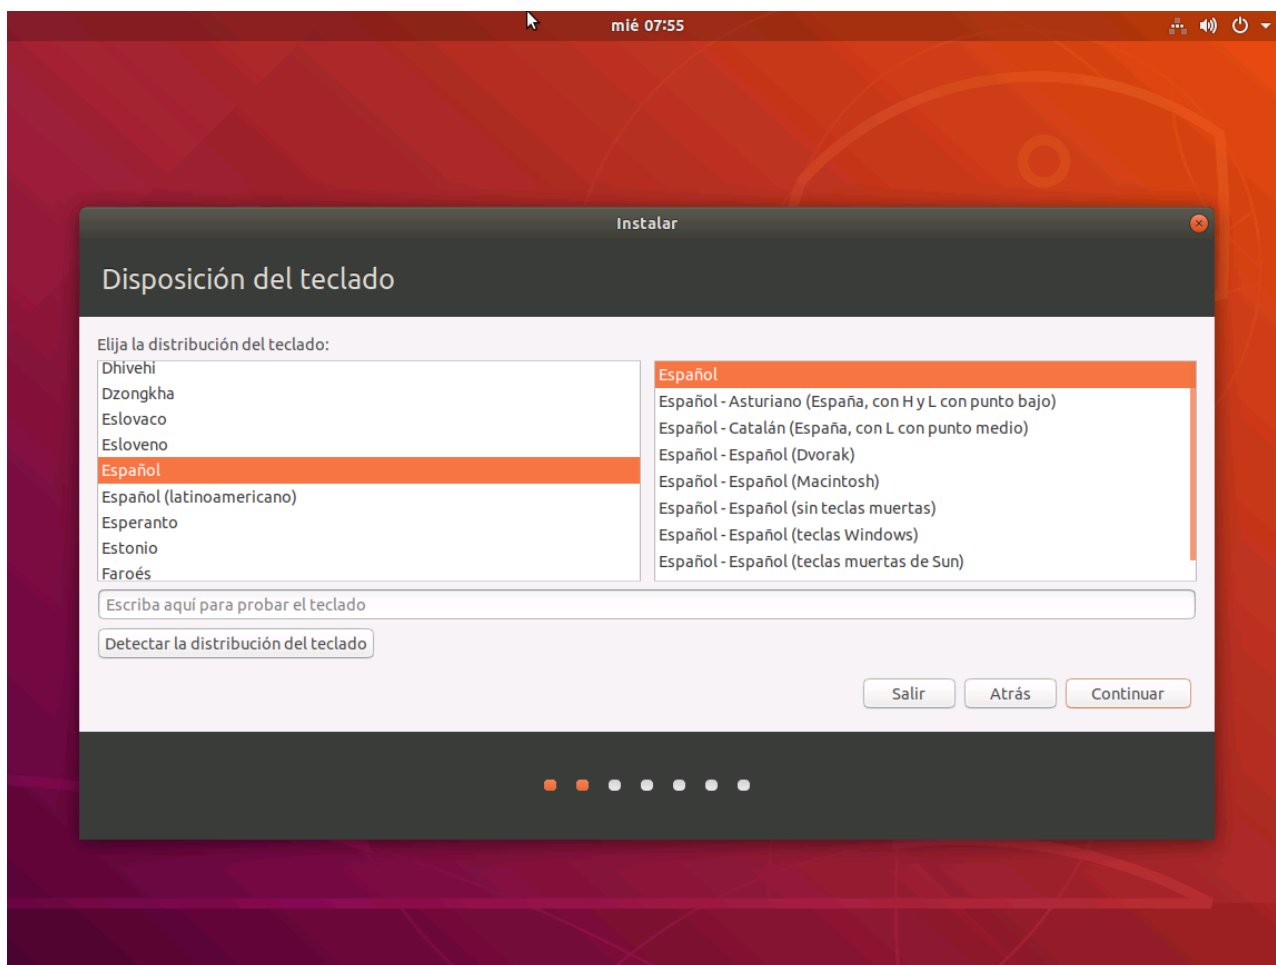 mié 07:55
Instalar
Disposición del teclado
Elija la distribución del teclado:
Dhivehi
Dzongkha
Eslovaco
Esloveno
Español
Español (latinoamericano)
Esperanto
Estonio
Faroés
Español
Español - Asturiano (España, con H y L con punto bajo)
Español - Catalán (España, con L con punto medio)
Español - Español (Dvorak)
Español - Español (Macintosh)
Español - Español (sin teclas muertas)
Español - Español (teclas Windows)
Español - Español (teclas muertas de Sun)
Escriba aquí para probar el teclado
Detectar la distribución del teclado
Salir Atrás Continuar